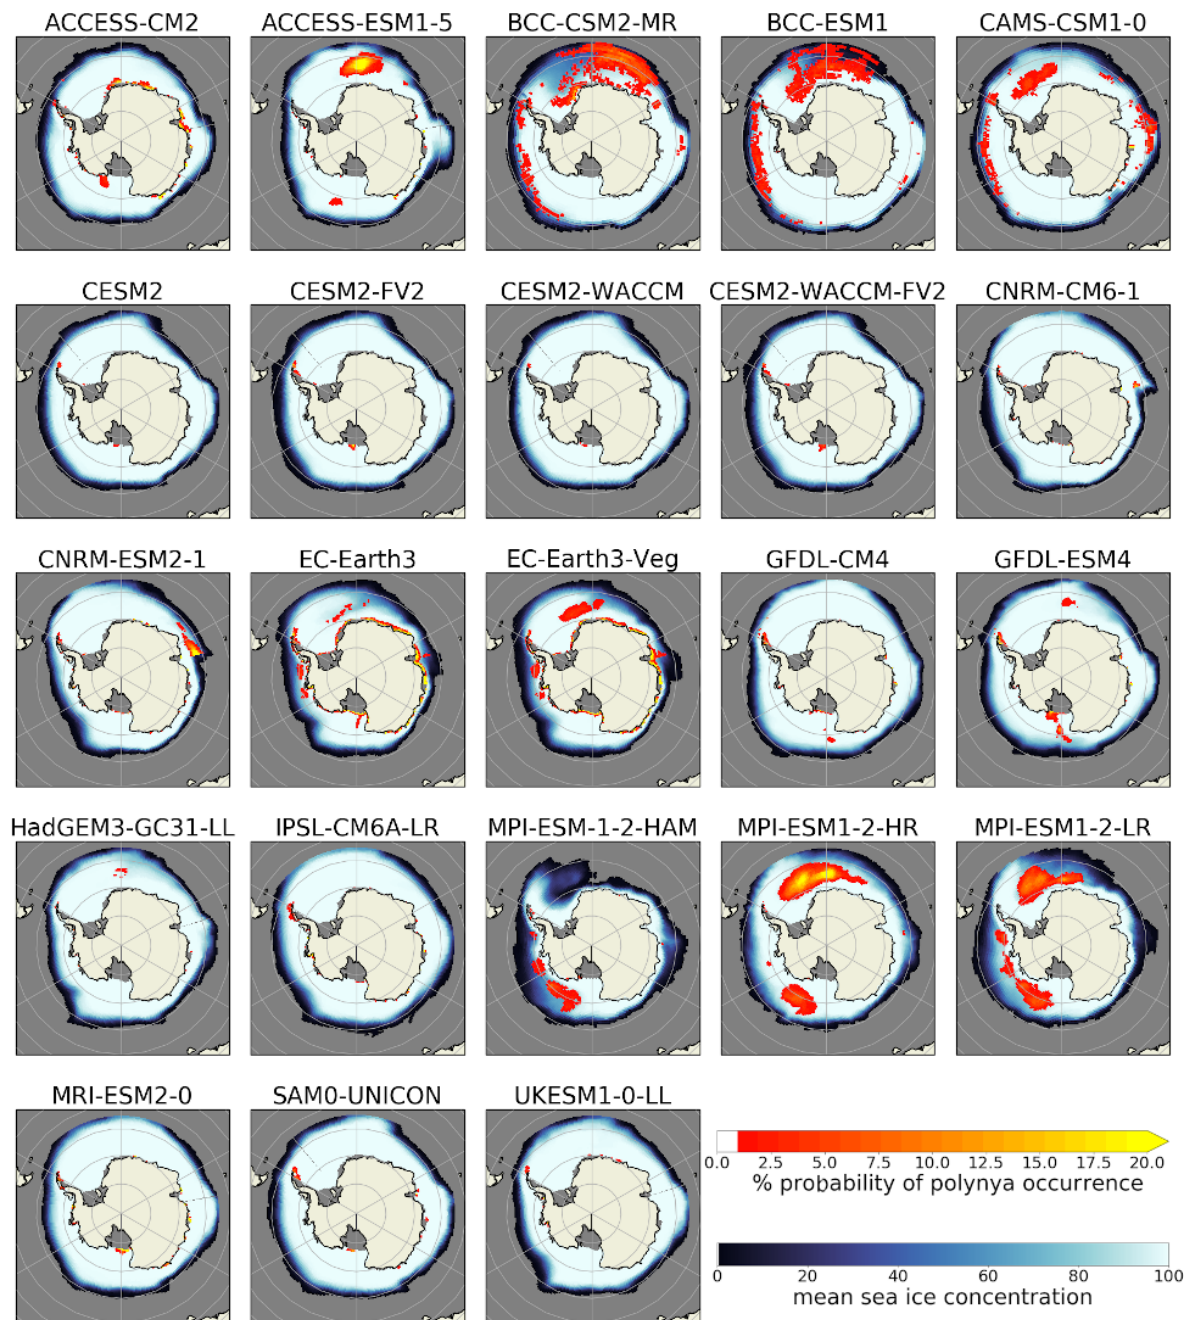 ACCESS-CM2 ACCESS-ESM1-5 BCC-CSM2-MR BCC-ESM1 CAMS-CSM1-0
CESM2 CESM2-FV2 CESM2-WACCM CESM2-WACCM-FV2 CNRM-CM6-1
CNRM-ESM2-1 EC-Earth3 EC-Earth3-Veg GFDL-CM4 GFDL-ESM4
HadGEM3-GC31-LL IPSL-CM6A-LR MPI-ESM-1-2-HAM MPI-ESM1-2-HR MPI-ESM1-2-LR
MRI-ESM2-0 SAM0-UNICON UKESM1-0-LL
0.0 2.5 5.0 7.5 10.0 12.5 15.0 17.5 20.0
% probability of polynya occurrence
0 20 40 60 80 100
mean sea ice concentration